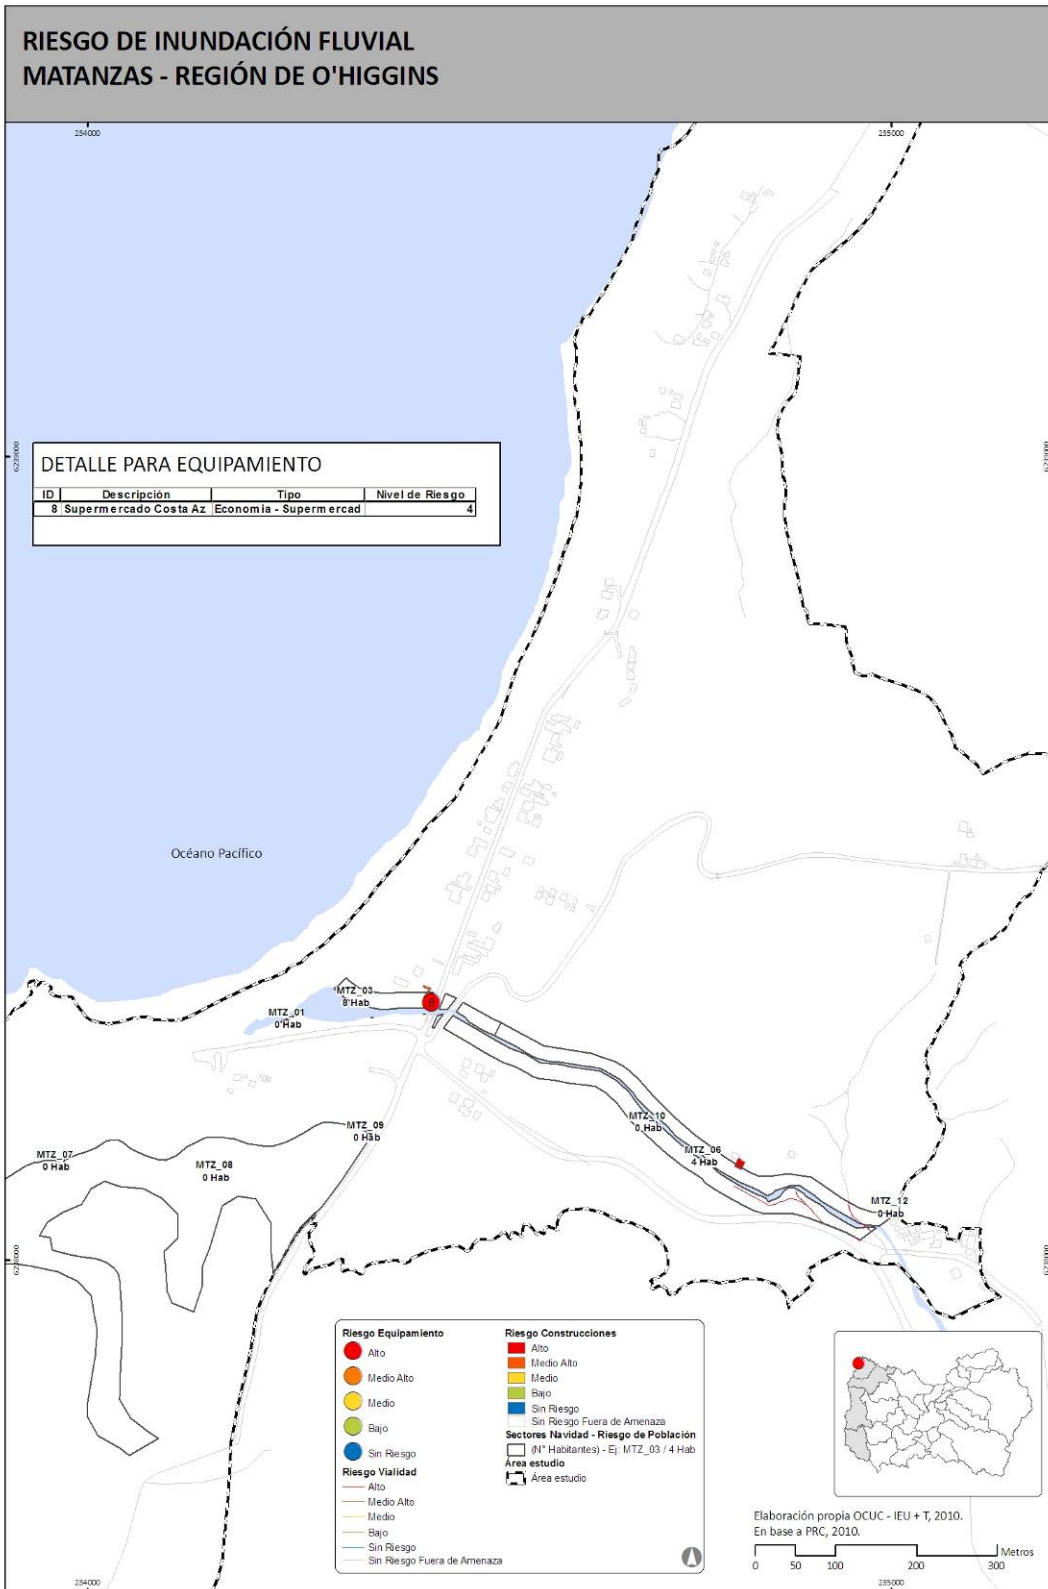 RIESGO DE INUNDACIÓN FLUVIAL
MATANZAS - REGIÓN DE O'HIGGINS
234000
235000
6239000
DETALLE PARA EQUIPAMIENTO
ID Descripción Tipo Nivel de Riesgo
8 Supermercado Costa Az Economia - Supermercad 4
Océano Pacífico
MTZ_03
8 Hab
8
MTZ_01
0 Hab
MTZ_09
0 Hab
MTZ_10
0 Hab
MTZ_07
0 Hab
MTZ_08
0 Hab
MTZ_06
4 Hab
MTZ_12
0 Hab
6238000
Riesgo Equipamiento
Alto
Medio Alto
Medio
Bajo
Sin Riesgo
Riesgo Vialidad
Alto
Medio Alto
Medio
Bajo
Sin Riesgo
Sin Riesgo Fuera de Amenaza
Riesgo Construcciones
Alto
Medio Alto
Medio
Bajo
Sin Riesgo
Sin Riesgo Fuera de Amenaza
Sectores Navidad - Riesgo de Población
(N° Habitantes) - Ej: MTZ_03 / 4 Hab
Área estudio
Área estudio
Elaboración propia OCUC - IEU + T, 2010.
En base a PRC, 2010.
Metros
0 50 100 200 300
234000
235000